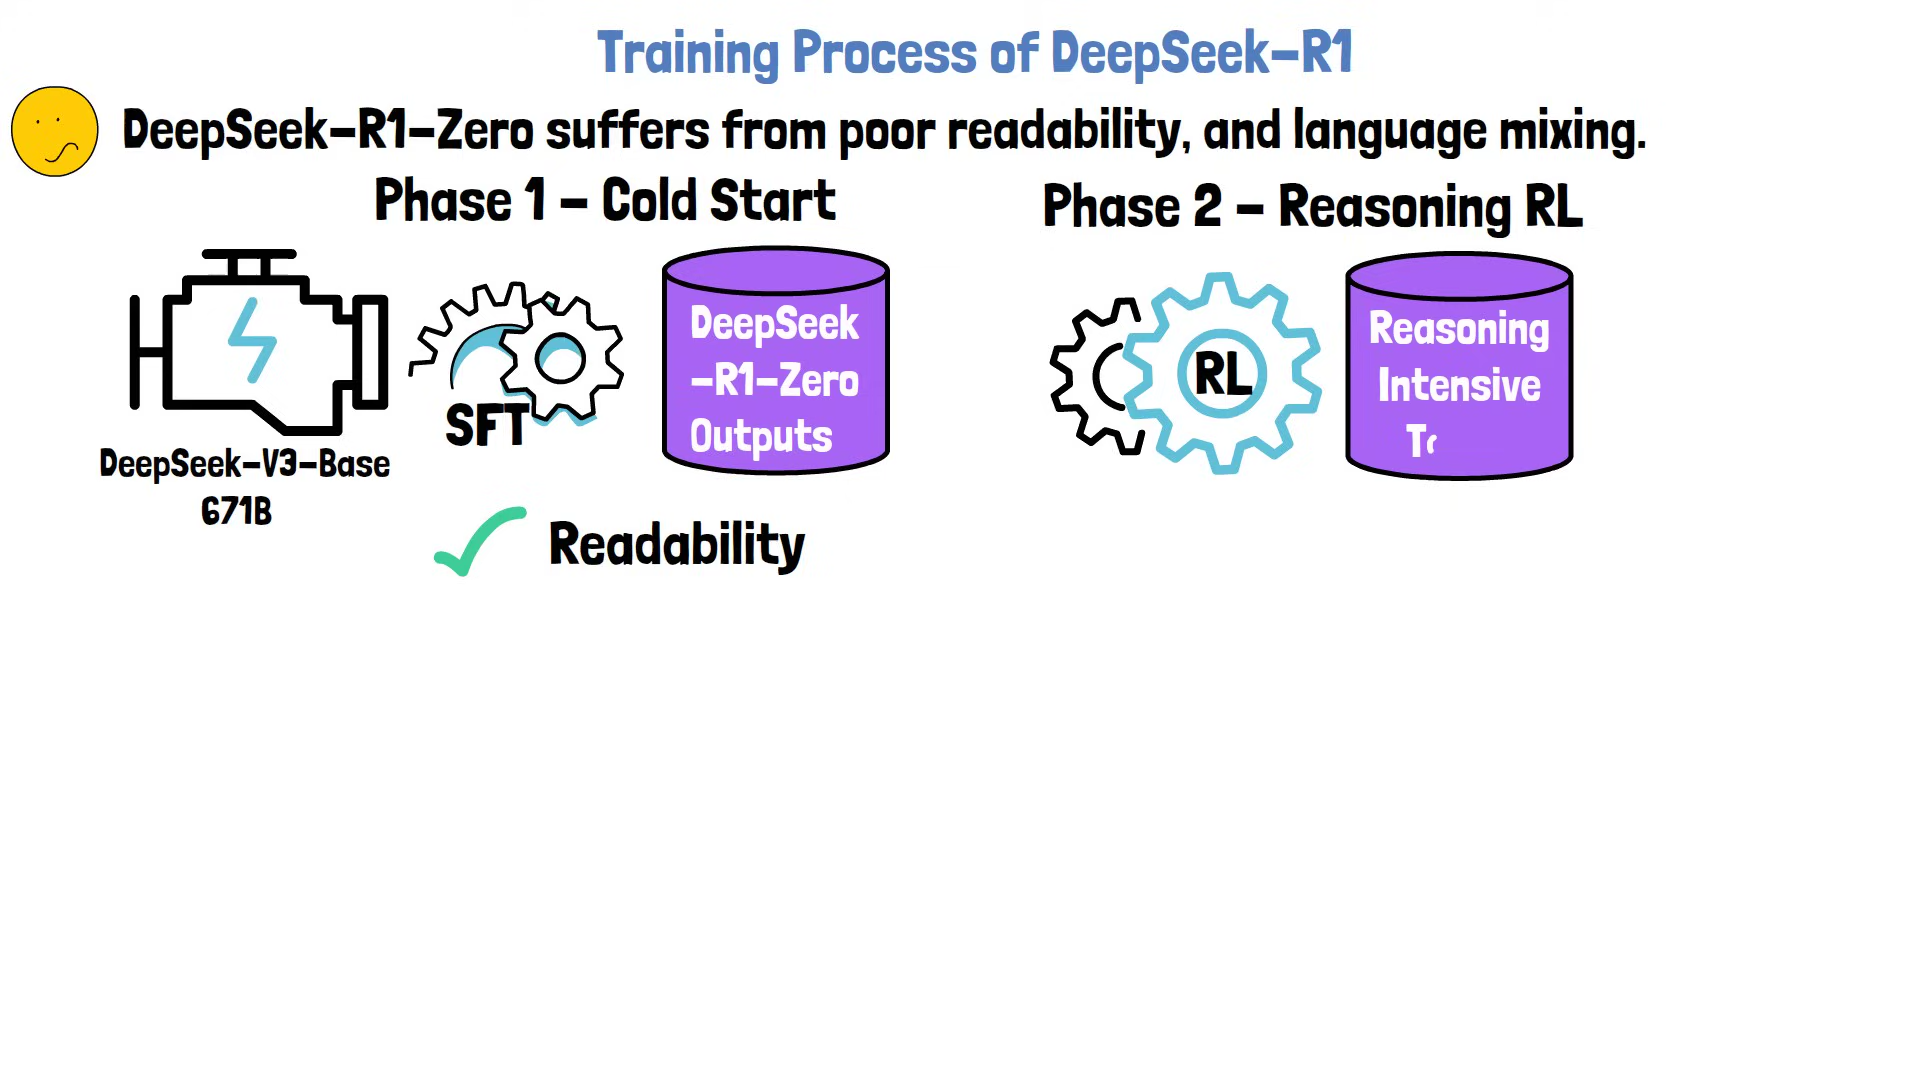 Training Process of DeepSeek-R1
DeepSeek-R1-Zero suffers from poor readability, and language mixing.
Phase 1 - Cold Start
Phase 2 - Reasoning RL
DeepSeek-V3-Base
671B
SFT
DeepSeek
-R1-Zero
Outputs
RL
Reasoning
Intensive
Readability